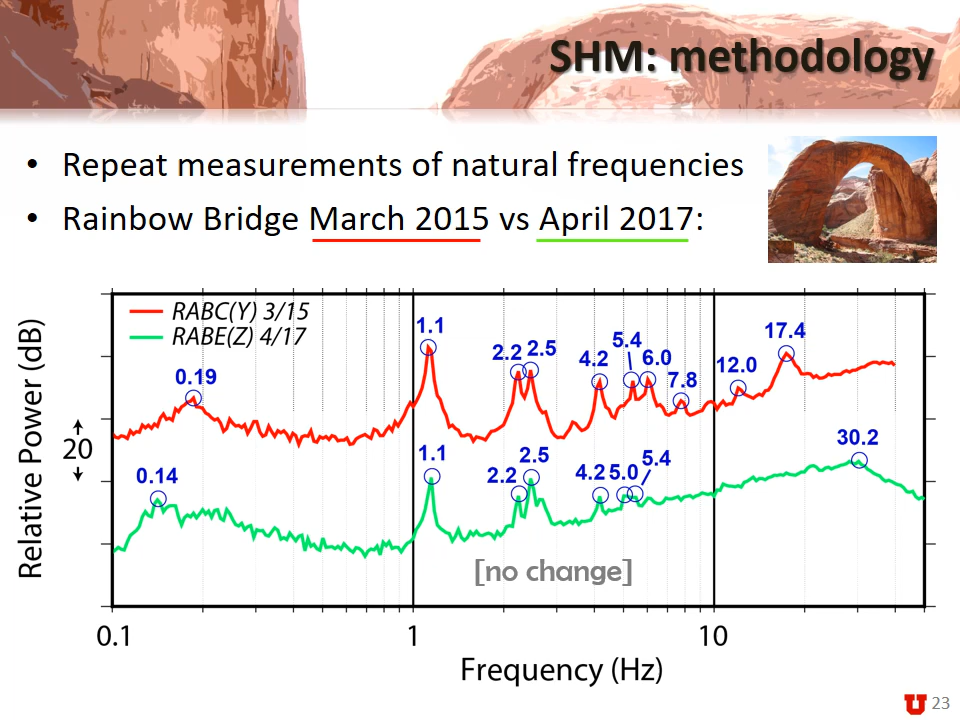 SHM: methodology
• Repeat measurements of natural frequencies
• Rainbow Bridge March 2015 vs April 2017:
RABC(Y) 3/15
RABE(Z) 4/17
Relative Power (dB)
20
0.19
1.1
2.2
2.5
4.2
5.4
6.0
7.8
12.0
17.4
0.14
1.1
2.2
2.5
4.2
5.0
5.4
30.2
[no change]
0.1
1
10
Frequency (Hz)
U
23